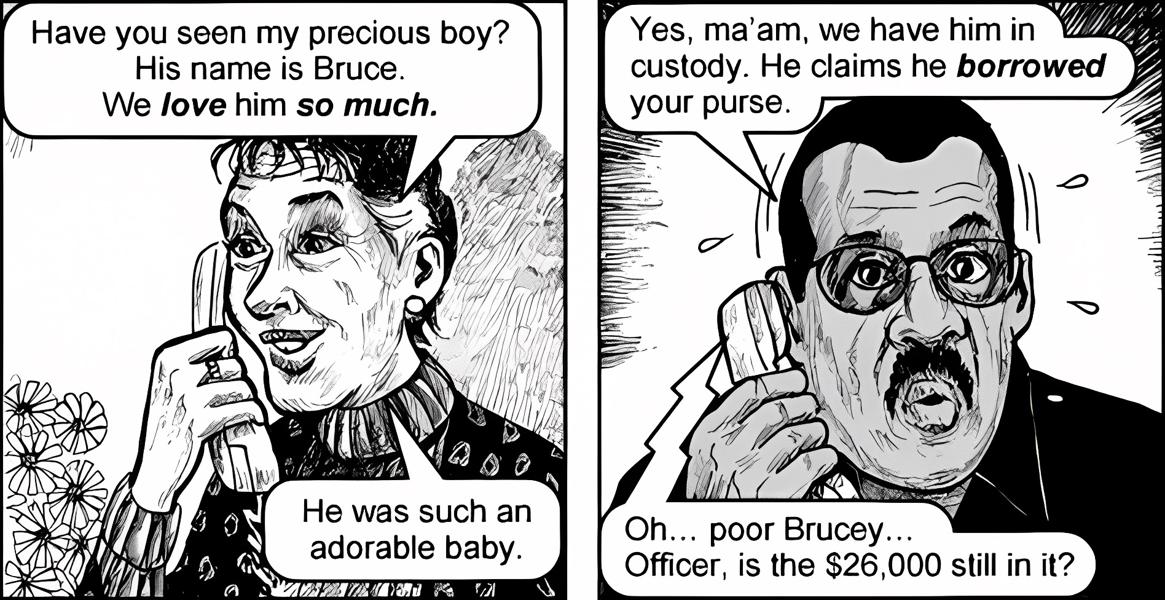 Have you seen my precious boy?
His name is Bruce.
We love him so much.
He was such an
adorable baby.
Yes, ma’am, we have him in
custody. He claims he borrowed
your purse.
Oh... poor Brucey...
Officer, is the $26,000 still in it?